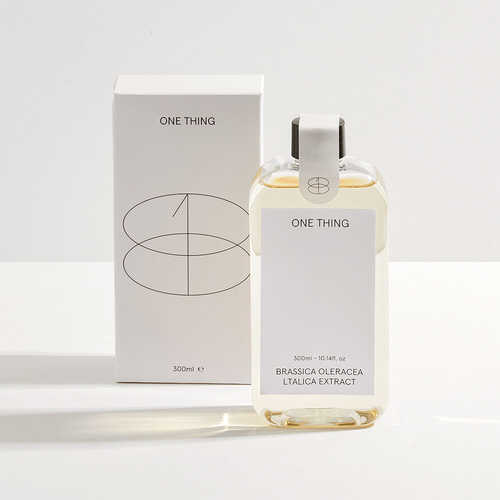 ONE THING
300ml ℮
ONE THING
300ml - 10.14fl. oz
BRASSICA OLERACEA
LTALICA EXTRACT